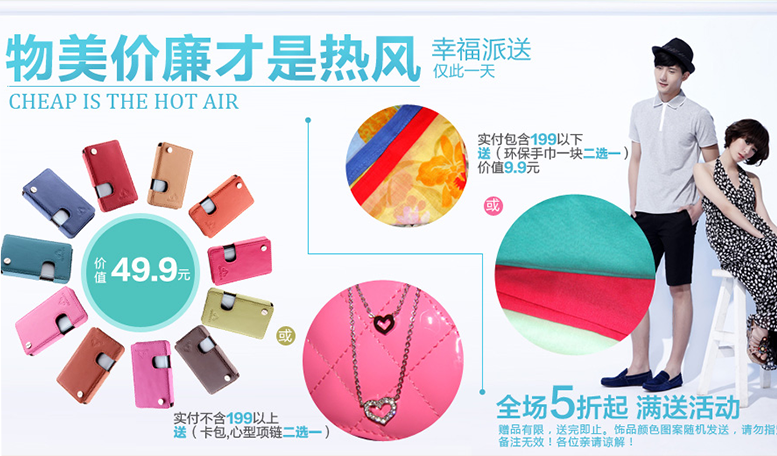 物美价廉才是热风
幸福派送
仅此一天
CHEAP IS THE HOT AIR
实付包含199以下
送（环保手巾一块二选一）
价值9.9元
或
价值 49.9元
或
实付不含199以上
送（卡包,心型项链二选一）
全场5折起 满送活动
赠品有限，送完即止。饰品颜色图案随机发送，请勿指
备注无效！各位亲请谅解！